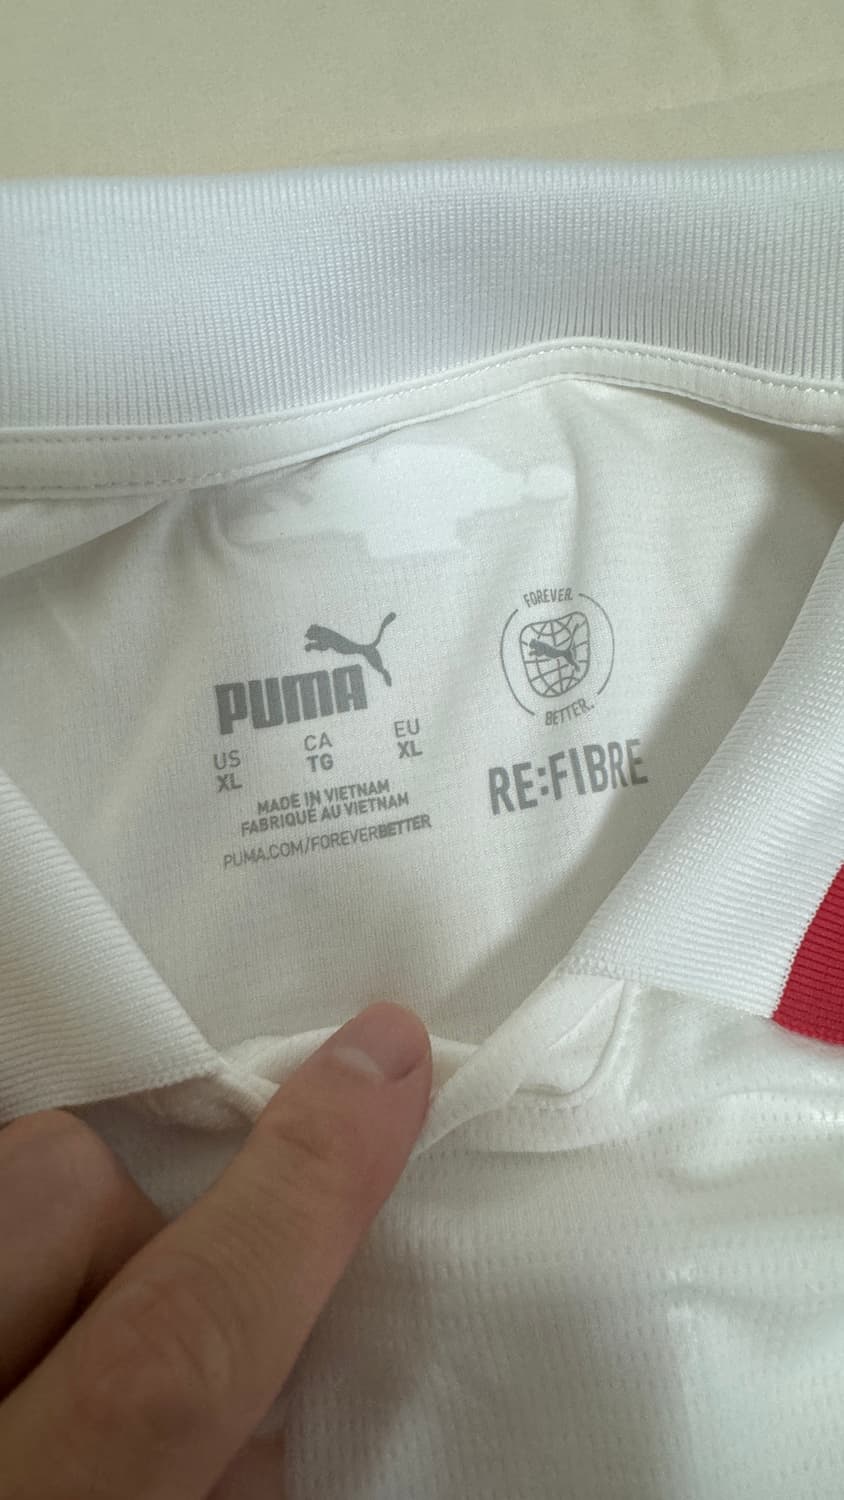 PUMA
US CA EU
XL TG XL
MADE IN VIETNAM
FABRIQUÉ AU VIETNAM
PUMA.COM/FOREVERBETTER
FOREVER.
BETTER.
RE:FIBRE